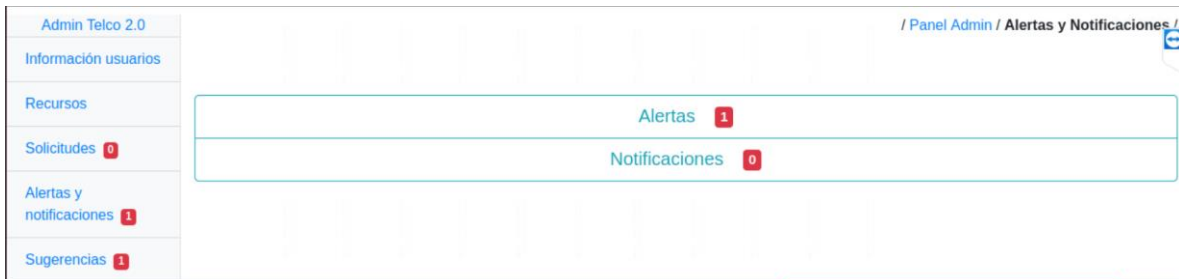 Admin Telco 2.0
/ Panel Admin / Alertas y Notificaciones /
Información usuarios
Recursos
Solicitudes 0
Alertas y
notificaciones 1
Sugerencias 1
Alertas 1
Notificaciones 0